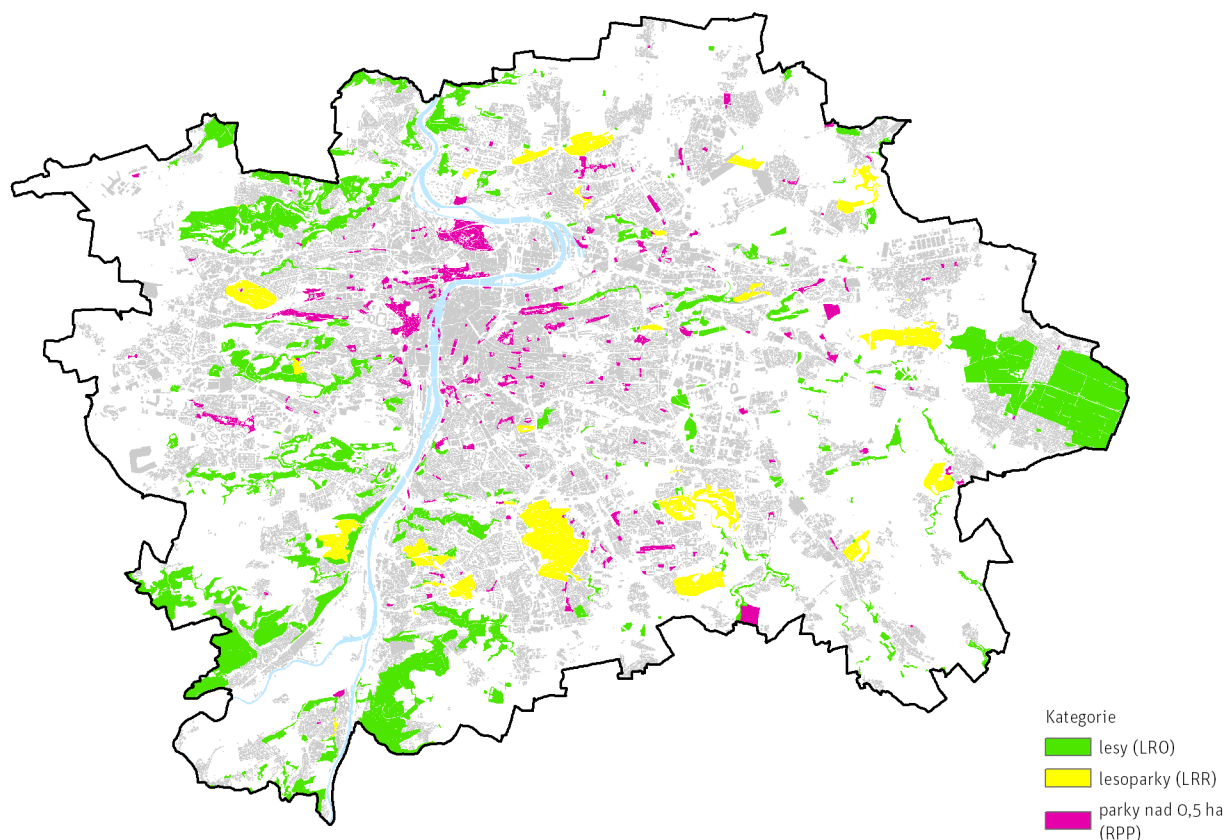 Kategorie
lesy (LRO)
lesoparky (LRR)
parky nad 0,5 ha
(RPP)